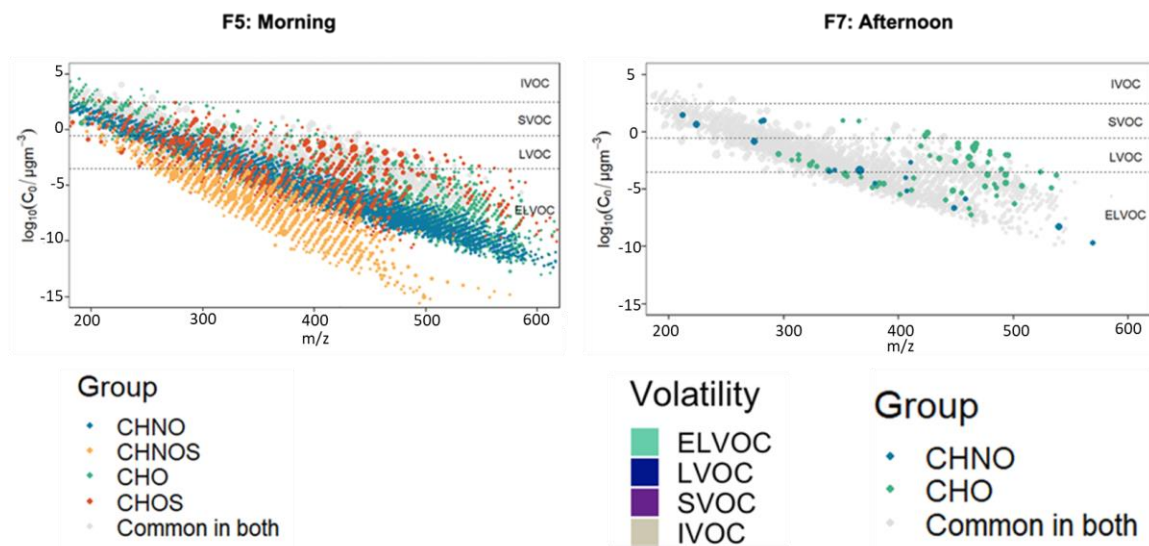 F5: Morning
F7: Afternoon
log₁₀(C₀/ µgm⁻³)
5
0
-5
-10
-15
IVOC
SVOC
LVOC
ELVOC
200 300 400 500 600
m/z
log₁₀(C₀/ µgm⁻³)
5
0
-5
-10
-15
IVOC
SVOC
LVOC
ELVOC
200 300 400 500 600
m/z
Group
CHNO
CHNOS
CHO
CHOS
Common in both
Volatility
ELVOC
LVOC
SVOC
IVOC
Group
CHNO
CHO
Common in both